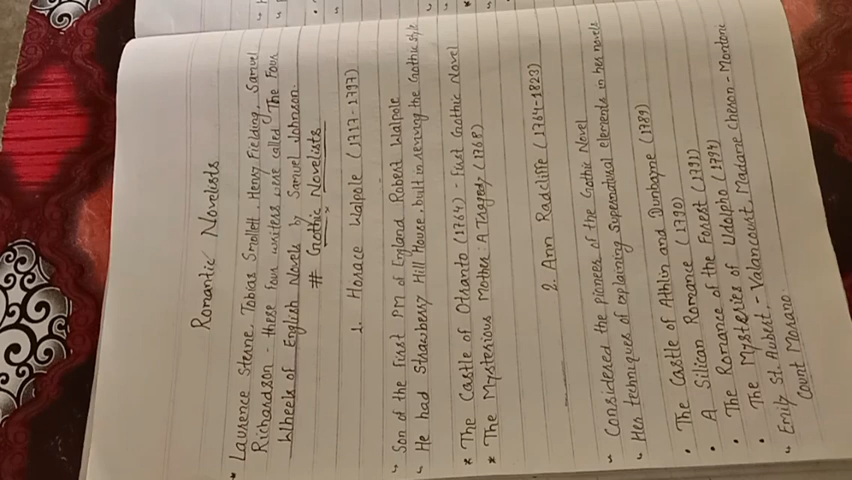 Romantic Novelists
* Laurence Sterne, Tobias Smollett, Henry Fielding, Samuel
Richardson - these four writers were called The Four
Wheels of English Novels by Samuel Johnson.
# Gothic Novelists
1. Horace Walpole (1717-1797)
~ Son of the first PM of England Robert Walpole
~ He had Strawberry Hill House, built in reviving the Gothic style
* The Castle of Otranto (1764) - First Gothic Novel
* The Mysterious Mother: A Tragedy (1768)
2. Ann Radcliffe (1764-1823)
~ Considered the pioneer of the Gothic Novel
~ Her techniques of explaining Supernatural elements in her novels
• The Castle of Athlin and Dunbayne (1789)
• A Silican Romance (1790)
• The Romance of the Forest (1791)
• The Mysteries of Udolpho (1794)
~ Emily St. Aubert - Valancourt, Madame Cheron - Montoni
Count Morano.